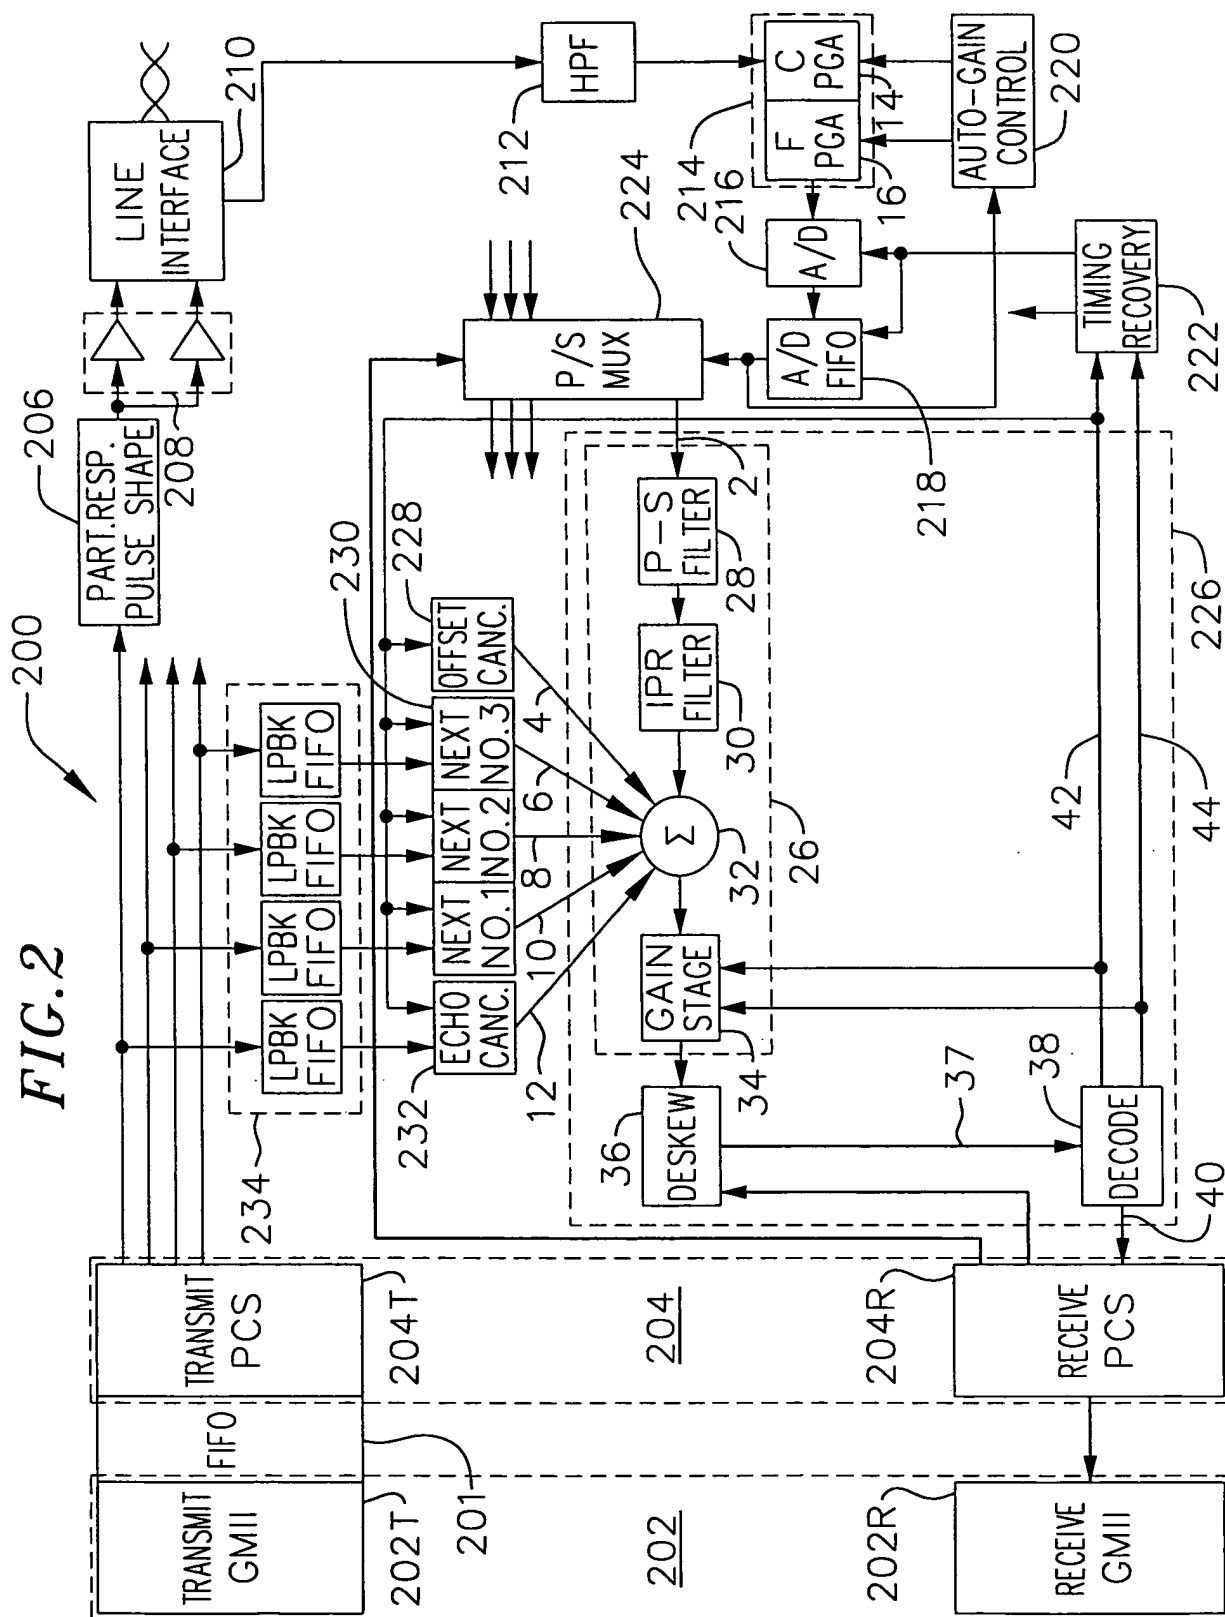 FIG.2
200
TRANSMIT
GMII
202T
FIFO
201
TRANSMIT
PCS
204T
202
204
RECEIVE
GMII
202R
RECEIVE
PCS
204R
PART.RESP.
PULSE SHAPE
206
208
LINE
INTERFACE
210
HPF
212
C
PGA
14
F
PGA
16
214
A/D
216
A/D
FIFO
218
AUTO-GAIN
CONTROL
220
TIMING
RECOVERY
222
P/S
MUX
224
234
LPBK
FIFO
LPBK
FIFO
LPBK
FIFO
LPBK
FIFO
ECHO
CANC.
232
NEXT
NO.1
NEXT
NO.2
NEXT
NO.3
230
OFFSET
CANC.
228
12
10
8
6
4
2
P-S
FILTER
28
IPR
FILTER
30
Σ
32
GAIN
STAGE
34
26
DESKEW
36
37
DECODE
38
40
42
44
226